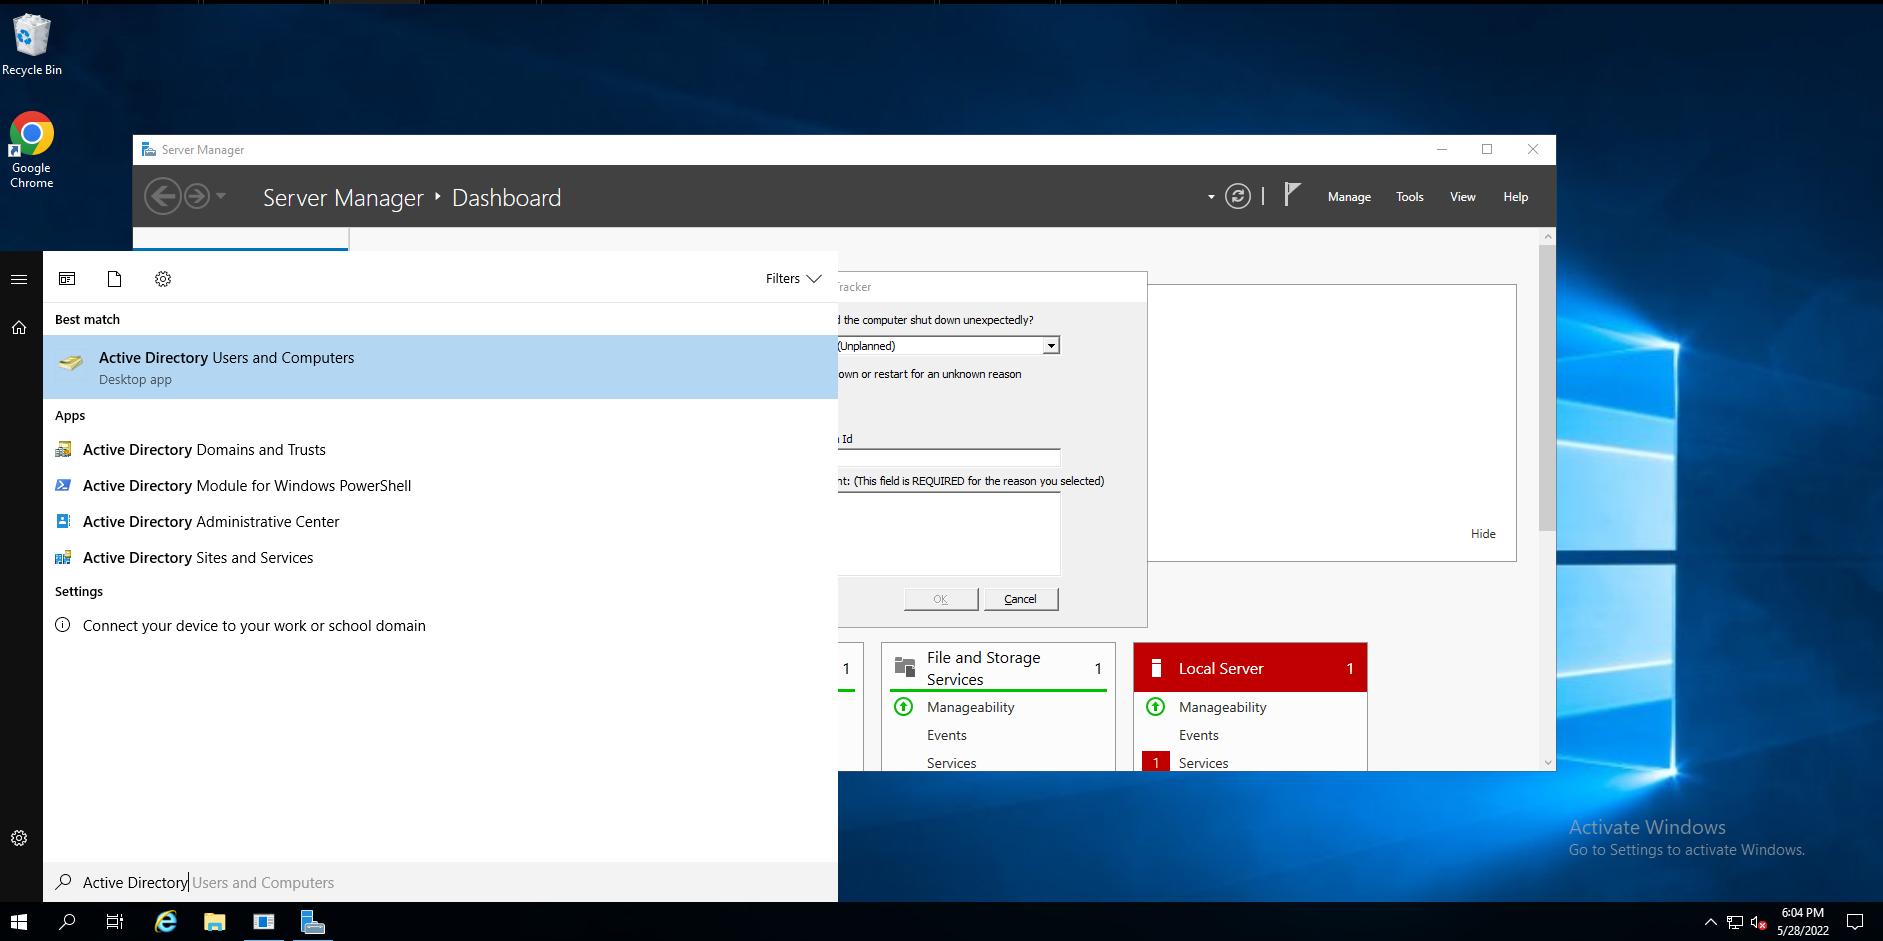 Recycle Bin
Google
Chrome
Server Manager
Server Manager
Dashboard
Manage
Tools
View
Help
Filters
Best match
Active Directory Users and Computers
Desktop app
Apps
Active Directory Domains and Trusts
Active Directory Module for Windows PowerShell
Active Directory Administrative Center
Active Directory Sites and Services
Settings
Connect your device to your work or school domain
Active Directory Users and Computers
racker
the computer shut down unexpectedly?
(Unplanned)
own or restart for an unknown reason
Id
nt: (This field is REQUIRED for the reason you selected)
OK
Cancel
Hide
1
File and Storage
Services
1
Manageability
Events
Services
Local Server
1
Manageability
Events
1
Services
Activate Windows
Go to Settings to activate Windows.
6:04 PM
5/28/2022